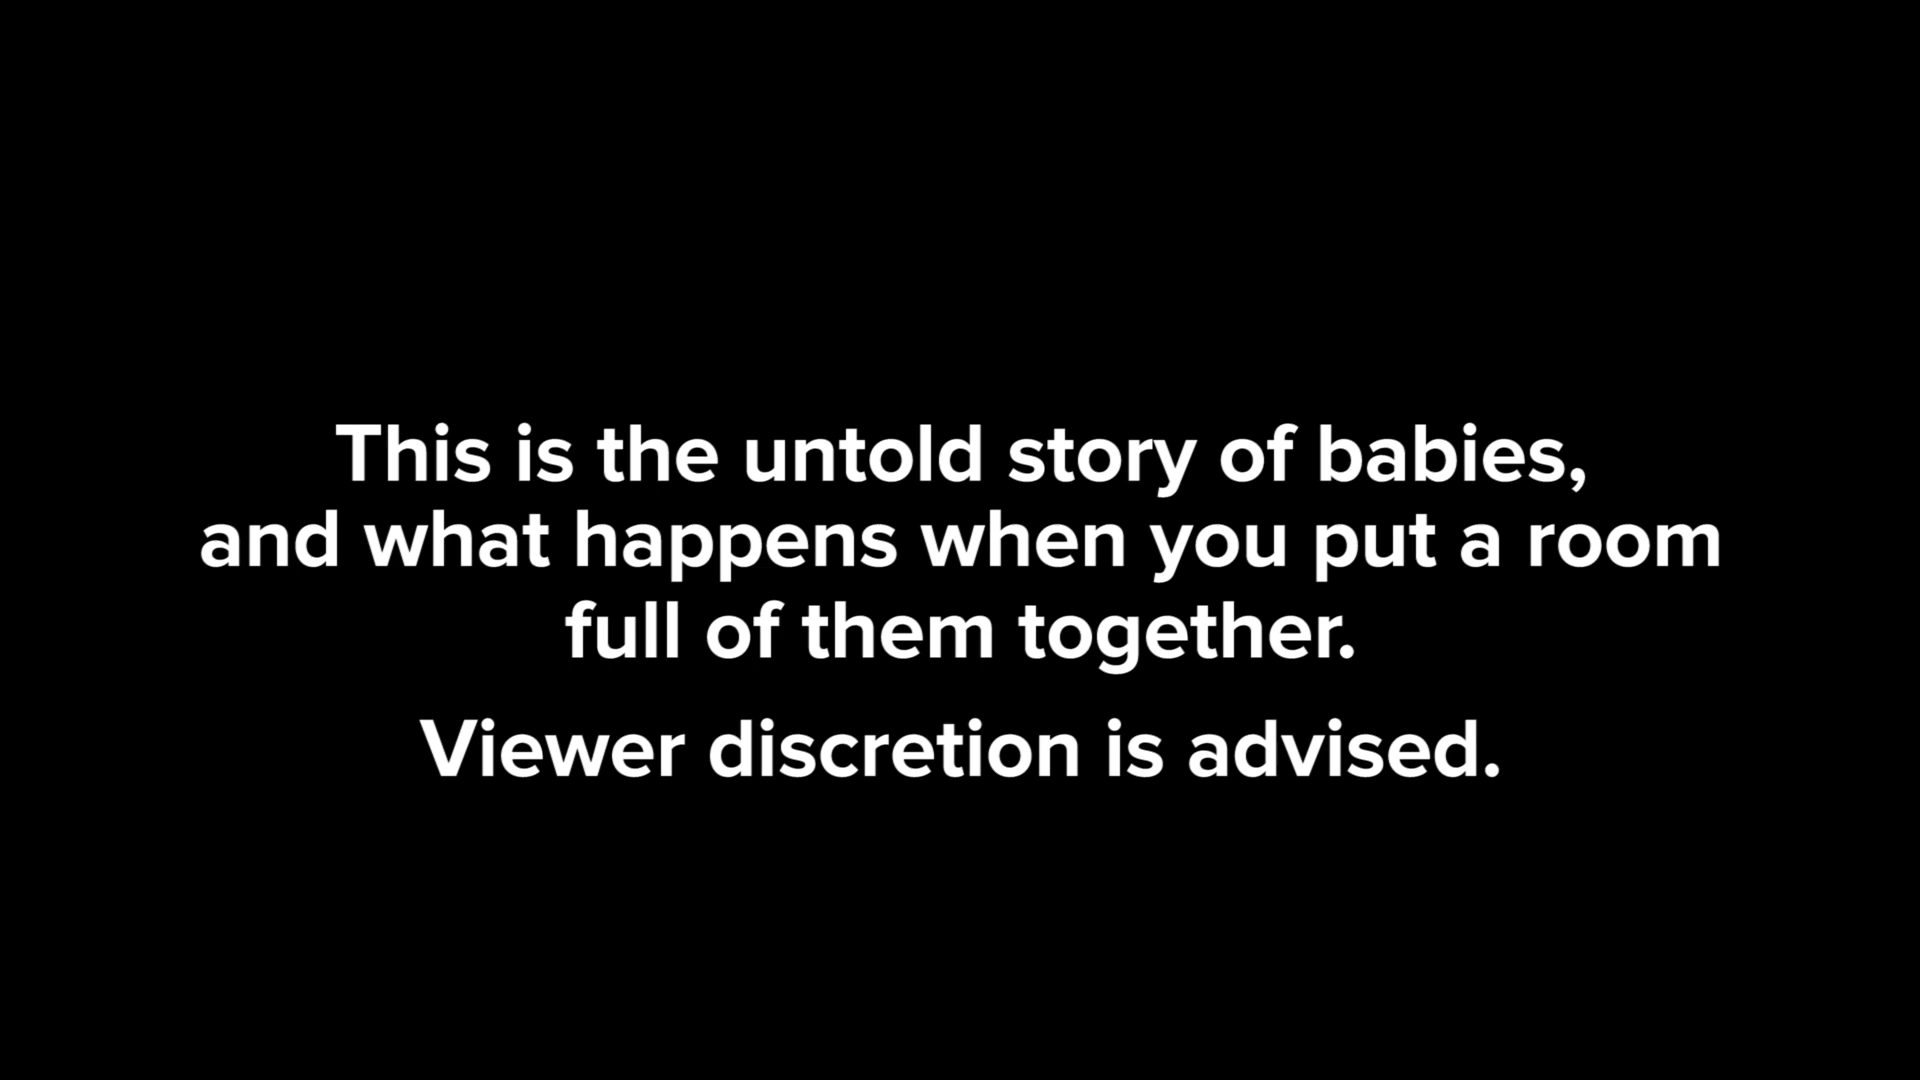 This is the untold story of babies,
and what happens when you put a room
full of them together.
Viewer discretion is advised.